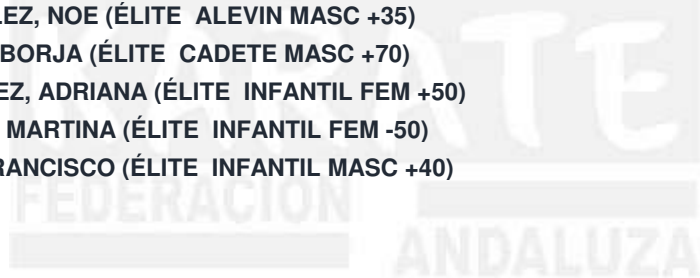 LEZ, NOE (ÉLITE  ALEVIN MASC +35)
BORJA (ÉLITE  CADETE MASC +70)
EZ, ADRIANA (ÉLITE  INFANTIL FEM +50)
MARTINA (ÉLITE  INFANTIL FEM -50)
RANCISCO (ÉLITE  INFANTIL MASC +40)
KARATE
FEDERACION
ANDALUZA